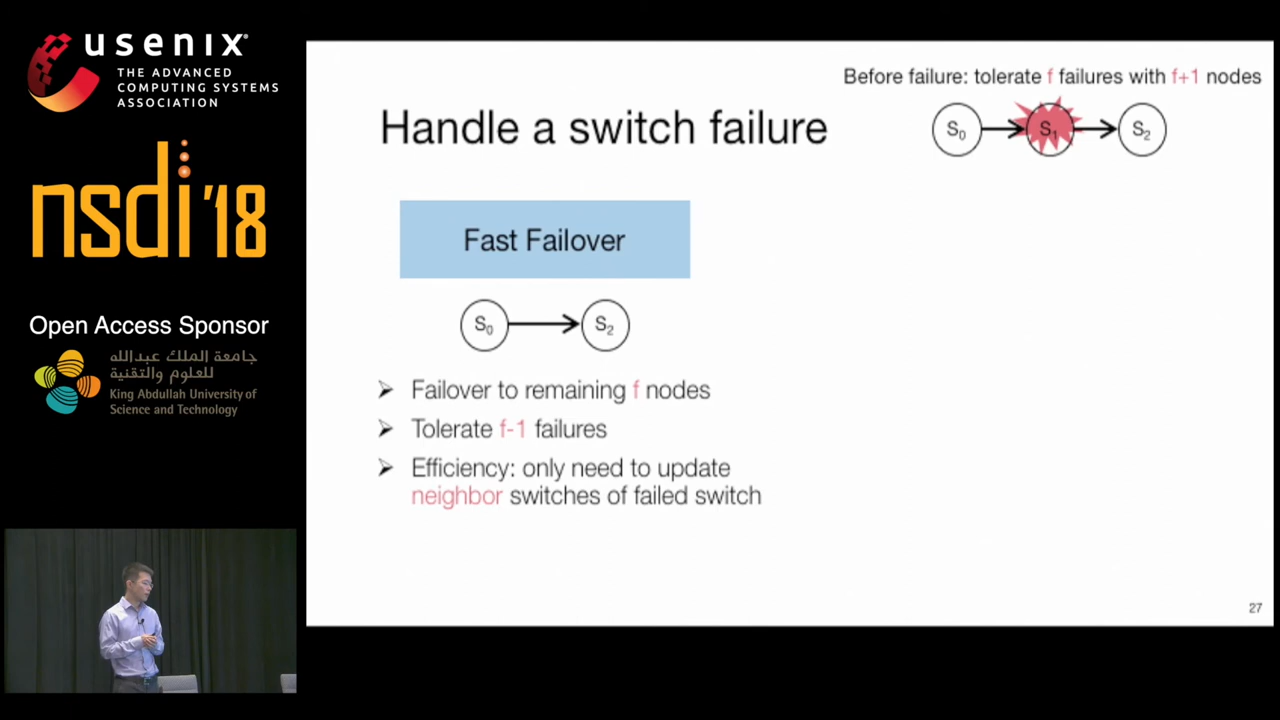 usenix
THE ADVANCED
COMPUTING SYSTEMS
ASSOCIATION
nsdi '18
Open Access Sponsor
جامعة الملك عبدالله
للعلوم والتقنية
King Abdullah University of
Science and Technology
Before failure: tolerate f failures with f+1 nodes
S0 S1 S2
Handle a switch failure
Fast Failover
S0 S2
➢ Failover to remaining f nodes
➢ Tolerate f-1 failures
➢ Efficiency: only need to update
neighbor switches of failed switch
27